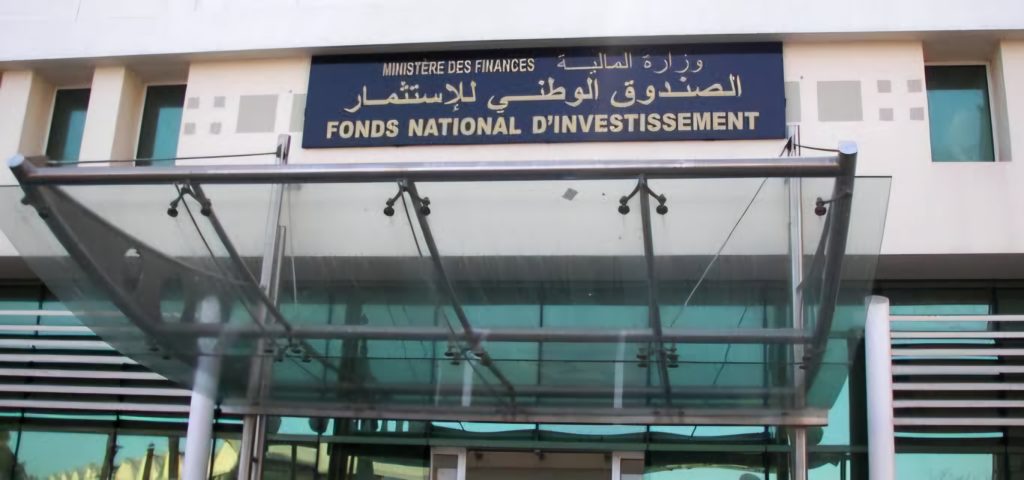 MINISTÈRE DES FINANCES وزارة المالية
الصندوق الوطني للإستثمار
FONDS NATIONAL D'INVESTISSEMENT